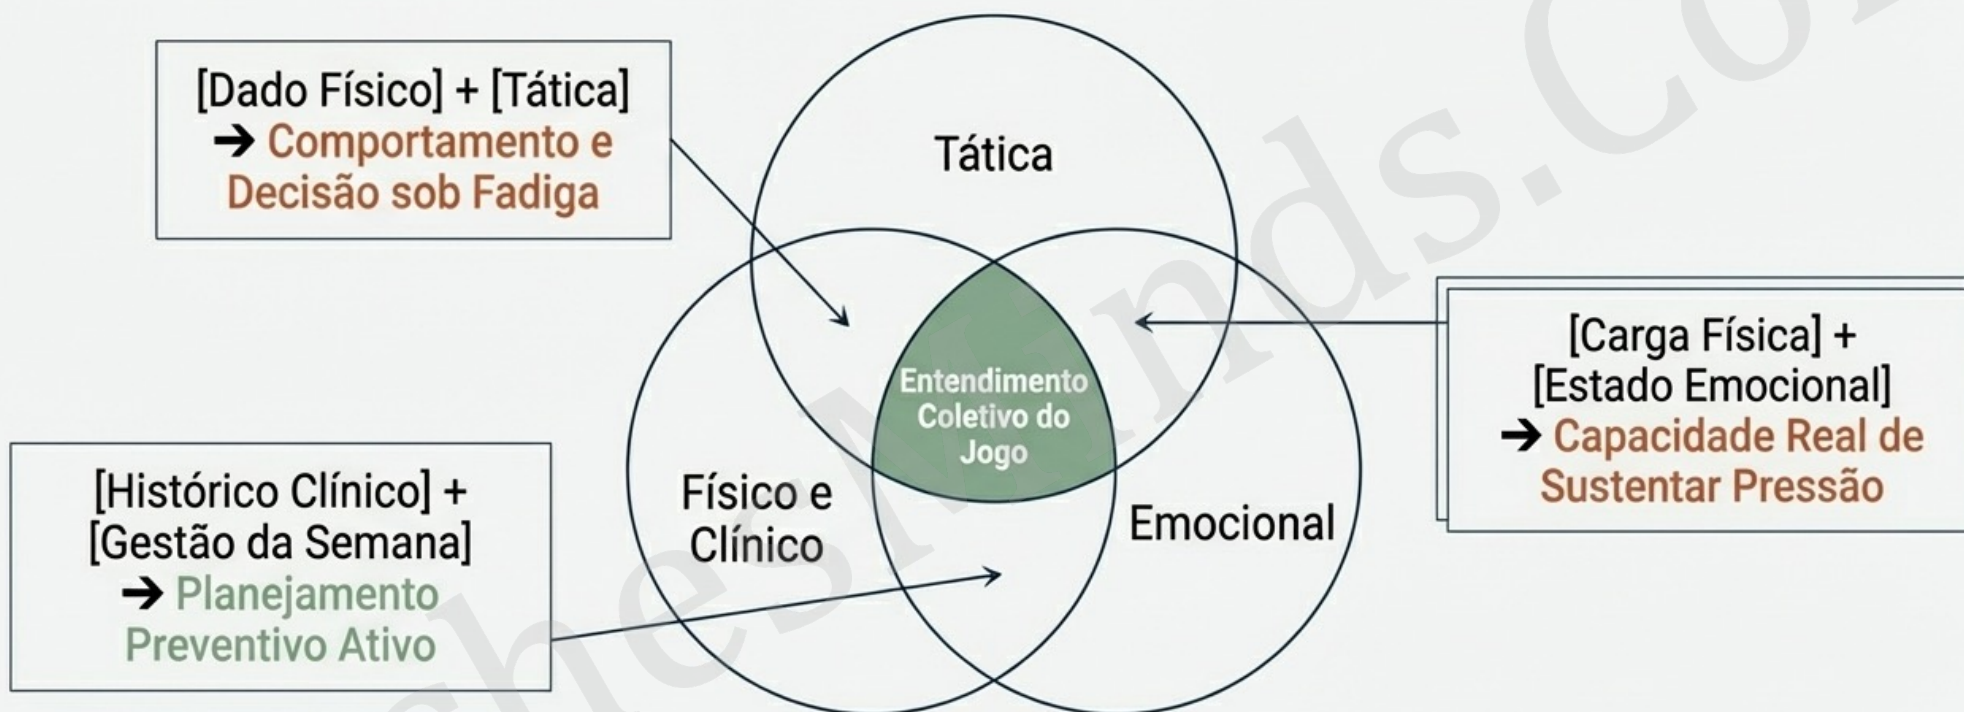 [Dado Físico] + [Tática]
➔ Comportamento e
Decisão sob Fadiga
Tática
[Carga Física] +
[Estado Emocional]
➔ Capacidade Real de
Sustentar Pressão
Entendimento
Coletivo do
Jogo
[Histórico Clínico] +
[Gestão da Semana]
➔ Planejamento
Preventivo Ativo
Físico e
Clínico
Emocional